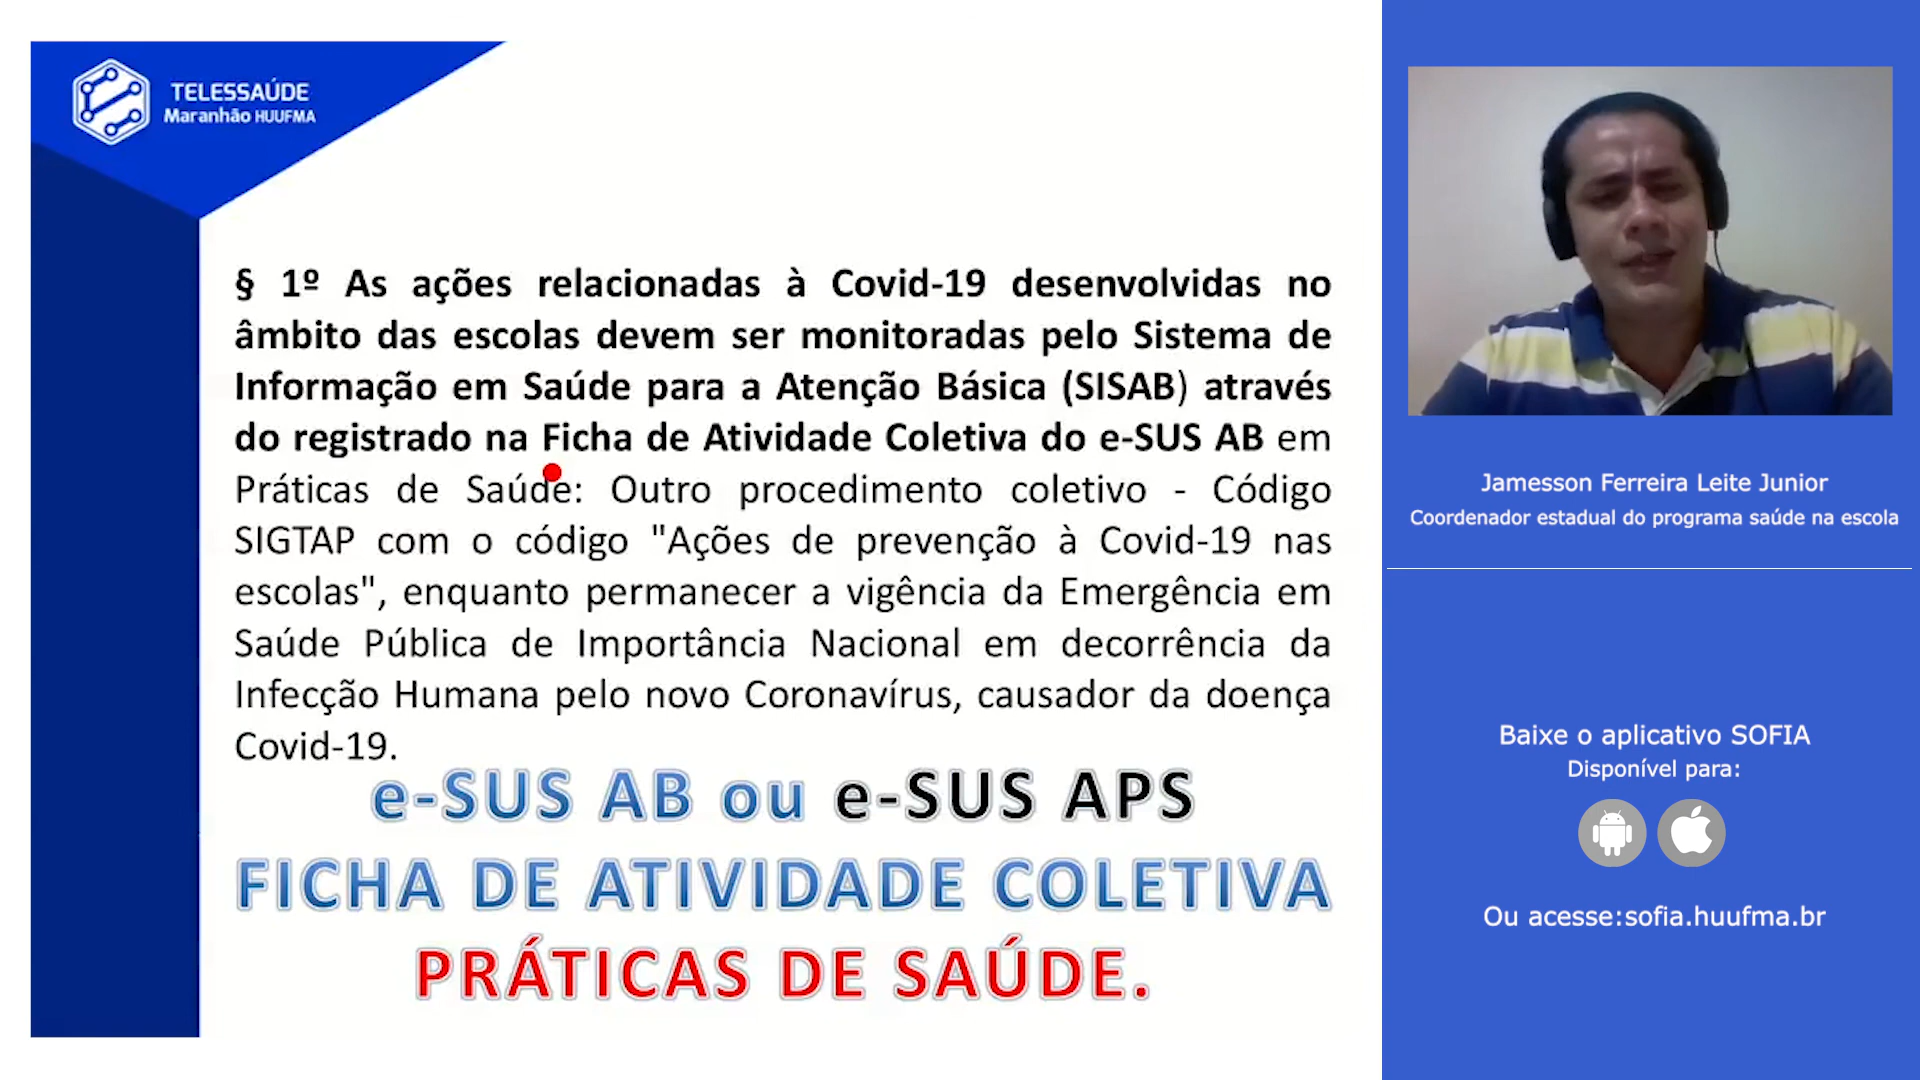 TELESSAÚDE
Maranhão HUUFMA
§ 1º As ações relacionadas à Covid-19 desenvolvidas no
âmbito das escolas devem ser monitoradas pelo Sistema de
Informação em Saúde para a Atenção Básica (SISAB) através
do registrado na Ficha de Atividade Coletiva do e-SUS AB em
Práticas de Saúde: Outro procedimento coletivo - Código
SIGTAP com o código "Ações de prevenção à Covid-19 nas
escolas", enquanto permanecer a vigência da Emergência em
Saúde Pública de Importância Nacional em decorrência da
Infecção Humana pelo novo Coronavírus, causador da doença
Covid-19.
e-SUS AB ou e-SUS APS
FICHA DE ATIVIDADE COLETIVA
PRÁTICAS DE SAÚDE.
Jamesson Ferreira Leite Junior
Coordenador estadual do programa saúde na escola
Baixe o aplicativo SOFIA
Disponível para:
Ou acesse:sofia.huufma.br